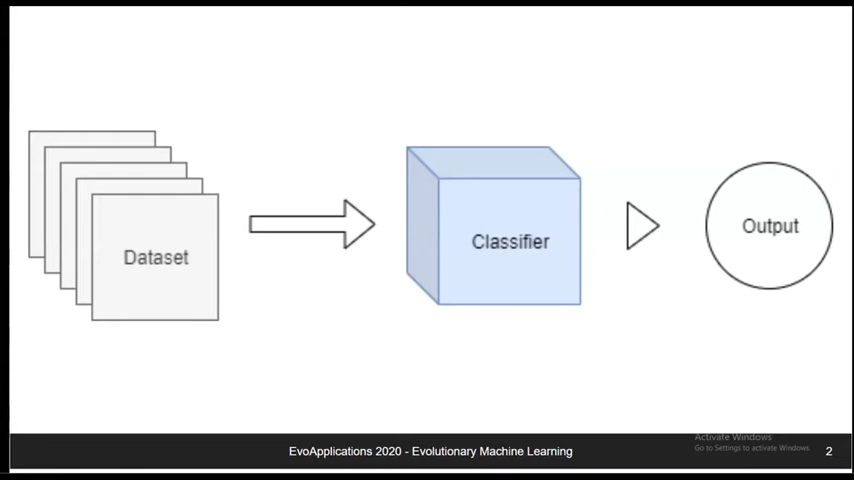 Dataset
Classifier
Output
EvoApplications 2020 - Evolutionary Machine Learning
Activate Windows
Go to Settings to activate Windows.
2